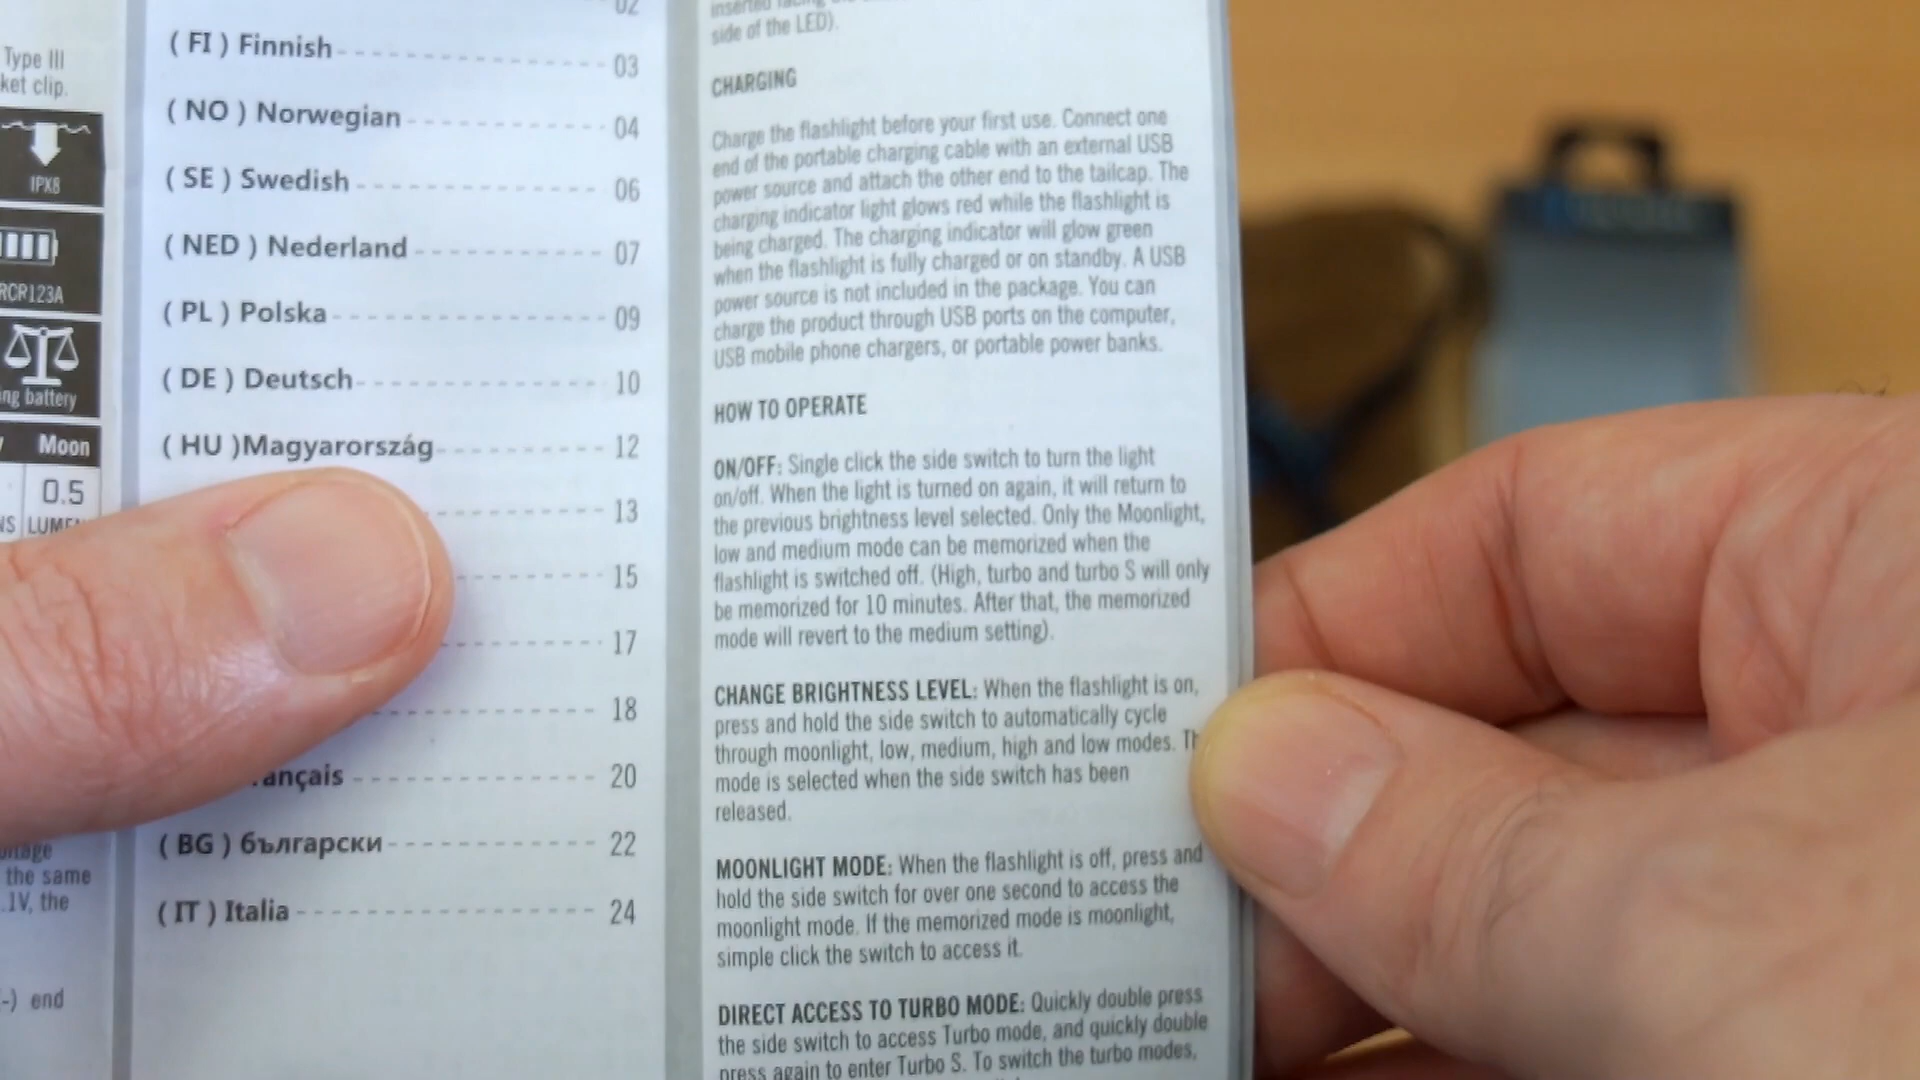 Type III
ket clip.
IPX8
RCR123A
ng battery
Moon
0.5
LUMEN
the same
.1V, the
(-) end
02
( FI ) Finnish 03
( NO ) Norwegian 04
( SE ) Swedish 06
( NED ) Nederland 07
( PL ) Polska 09
( DE ) Deutsch 10
( HU )Magyarország 12
13
15
17
18
ançais 20
( BG ) български 22
( IT ) Italia 24
side of the LED).
CHARGING
Charge the flashlight before your first use. Connect one
end of the portable charging cable with an external USB
power source and attach the other end to the tailcap. The
charging indicator light glows red while the flashlight is
being charged. The charging indicator will glow green
when the flashlight is fully charged or on standby. A USB
power source is not included in the package. You can
charge the product through USB ports on the computer,
USB mobile phone chargers, or portable power banks.
HOW TO OPERATE
ON/OFF: Single click the side switch to turn the light
on/off. When the light is turned on again, it will return to
the previous brightness level selected. Only the Moonlight,
low and medium mode can be memorized when the
flashlight is switched off. (High, turbo and turbo S will only
be memorized for 10 minutes. After that, the memorized
mode will revert to the medium setting).
CHANGE BRIGHTNESS LEVEL: When the flashlight is on,
press and hold the side switch to automatically cycle
through moonlight, low, medium, high and low modes. Th
mode is selected when the side switch has been
released.
MOONLIGHT MODE: When the flashlight is off, press and
hold the side switch for over one second to access the
moonlight mode. If the memorized mode is moonlight,
simple click the switch to access it.
DIRECT ACCESS TO TURBO MODE: Quickly double press
the side switch to access Turbo mode, and quickly double
press again to enter Turbo S. To switch the turbo modes,